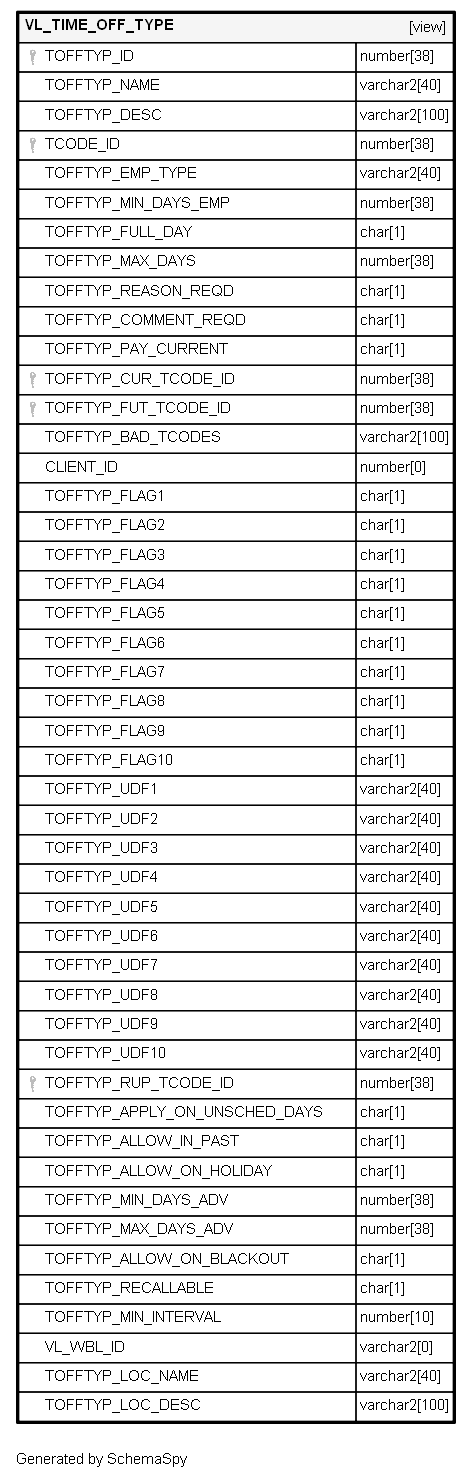 VL_TIME_OFF_TYPE [view]
TOFFTYP_ID number[38]
TOFFTYP_NAME varchar2[40]
TOFFTYP_DESC varchar2[100]
TCODE_ID number[38]
TOFFTYP_EMP_TYPE varchar2[40]
TOFFTYP_MIN_DAYS_EMP number[38]
TOFFTYP_FULL_DAY char[1]
TOFFTYP_MAX_DAYS number[38]
TOFFTYP_REASON_REQD char[1]
TOFFTYP_COMMENT_REQD char[1]
TOFFTYP_PAY_CURRENT char[1]
TOFFTYP_CUR_TCODE_ID number[38]
TOFFTYP_FUT_TCODE_ID number[38]
TOFFTYP_BAD_TCODES varchar2[100]
CLIENT_ID number[0]
TOFFTYP_FLAG1 char[1]
TOFFTYP_FLAG2 char[1]
TOFFTYP_FLAG3 char[1]
TOFFTYP_FLAG4 char[1]
TOFFTYP_FLAG5 char[1]
TOFFTYP_FLAG6 char[1]
TOFFTYP_FLAG7 char[1]
TOFFTYP_FLAG8 char[1]
TOFFTYP_FLAG9 char[1]
TOFFTYP_FLAG10 char[1]
TOFFTYP_UDF1 varchar2[40]
TOFFTYP_UDF2 varchar2[40]
TOFFTYP_UDF3 varchar2[40]
TOFFTYP_UDF4 varchar2[40]
TOFFTYP_UDF5 varchar2[40]
TOFFTYP_UDF6 varchar2[40]
TOFFTYP_UDF7 varchar2[40]
TOFFTYP_UDF8 varchar2[40]
TOFFTYP_UDF9 varchar2[40]
TOFFTYP_UDF10 varchar2[40]
TOFFTYP_RUP_TCODE_ID number[38]
TOFFTYP_APPLY_ON_UNSCHED_DAYS char[1]
TOFFTYP_ALLOW_IN_PAST char[1]
TOFFTYP_ALLOW_ON_HOLIDAY char[1]
TOFFTYP_MIN_DAYS_ADV number[38]
TOFFTYP_MAX_DAYS_ADV number[38]
TOFFTYP_ALLOW_ON_BLACKOUT char[1]
TOFFTYP_RECALLABLE char[1]
TOFFTYP_MIN_INTERVAL number[10]
VL_WBL_ID varchar2[0]
TOFFTYP_LOC_NAME varchar2[40]
TOFFTYP_LOC_DESC varchar2[100]
Generated by SchemaSpy